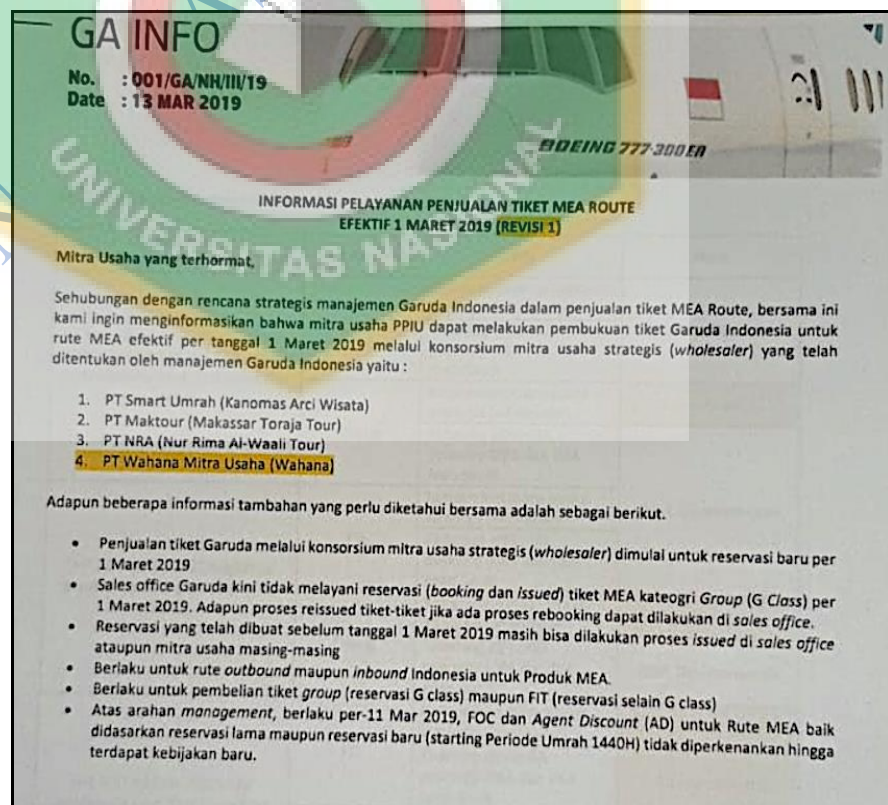 GA INFO
No. : 001/GA/NH/III/19
Date : 13 MAR 2019
BOEING 777-300ER
UNIVERSITAS NASIONAL
INFORMASI PELAYANAN PENJUALAN TIKET MEA ROUTE
EFEKTIF 1 MARET 2019 (REVISI 1)
Mitra Usaha yang terhormat,
Sehubungan dengan rencana strategis manajemen Garuda Indonesia dalam penjualan tiket MEA Route, bersama ini
kami ingin menginformasikan bahwa mitra usaha PPIU dapat melakukan pembukuan tiket Garuda Indonesia untuk
rute MEA efektif per tanggal 1 Maret 2019 melalui konsorsium mitra usaha strategis (wholesaler) yang telah
ditentukan oleh manajemen Garuda Indonesia yaitu :
1. PT Smart Umrah (Kanomas Arci Wisata)
2. PT Maktour (Makassar Toraja Tour)
3. PT NRA (Nur Rima Al-Waali Tour)
4. PT Wahana Mitra Usaha (Wahana)
Adapun beberapa informasi tambahan yang perlu diketahui bersama adalah sebagai berikut.
• Penjualan tiket Garuda melalui konsorsium mitra usaha strategis (wholesaler) dimulai untuk reservasi baru per
1 Maret 2019
• Sales office Garuda kini tidak melayani reservasi (booking dan issued) tiket MEA kateogri Group (G Class) per
1 Maret 2019. Adapun proses reissued tiket-tiket jika ada proses rebooking dapat dilakukan di sales office.
• Reservasi yang telah dibuat sebelum tanggal 1 Maret 2019 masih bisa dilakukan proses issued di sales office
ataupun mitra usaha masing-masing
• Berlaku untuk rute outbound maupun inbound Indonesia untuk Produk MEA.
• Berlaku untuk pembelian tiket group (reservasi G class) maupun FIT (reservasi selain G class)
• Atas arahan management, berlaku per-11 Mar 2019, FOC dan Agent Discount (AD) untuk Rute MEA baik
didasarkan reservasi lama maupun reservasi baru (starting Periode Umrah 1440H) tidak diperkenankan hingga
terdapat kebijakan baru.